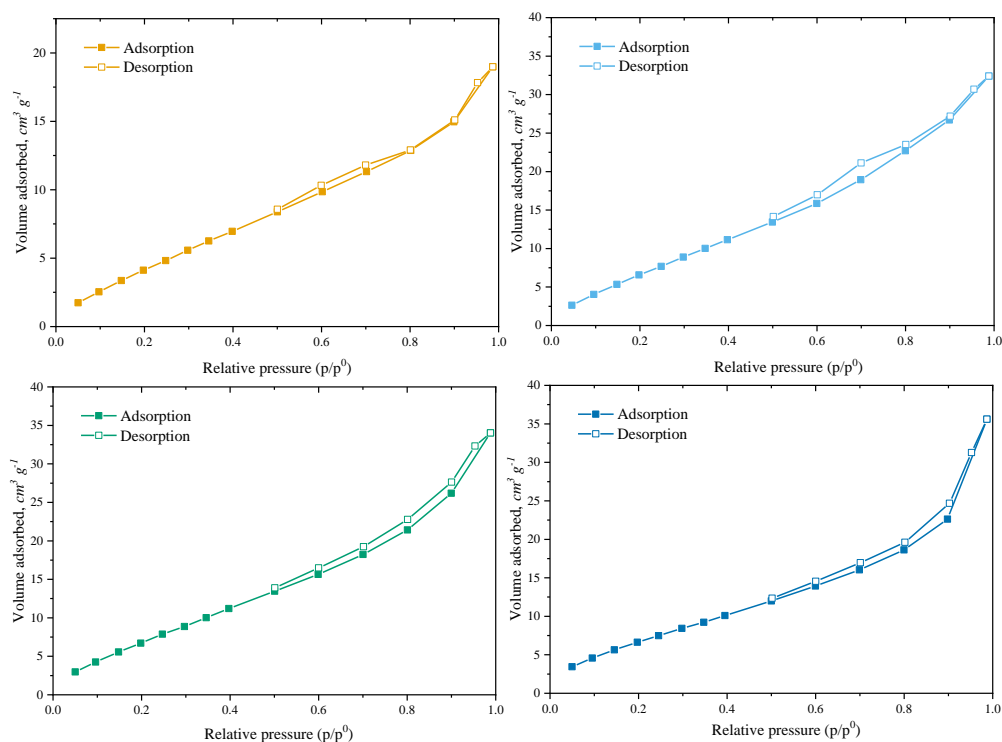 Adsorption
Desorption
Volume adsorbed, cm³ g⁻¹
20
15
10
5
0
0.0 0.2 0.4 0.6 0.8 1.0
Relative pressure (p/p⁰)
Adsorption
Desorption
Volume adsorbed, cm³ g⁻¹
40
35
30
25
20
15
10
5
0
0.0 0.2 0.4 0.6 0.8 1.0
Relative pressure (p/p⁰)
Adsorption
Desorption
Volume adsorbed, cm³ g⁻¹
40
35
30
25
20
15
10
5
0
0.0 0.2 0.4 0.6 0.8 1.0
Relative pressure (p/p⁰)
Adsorption
Desorption
Volume adsorbed, cm³ g⁻¹
40
35
30
25
20
15
10
5
0
0.0 0.2 0.4 0.6 0.8 1.0
Relative pressure (p/p⁰)